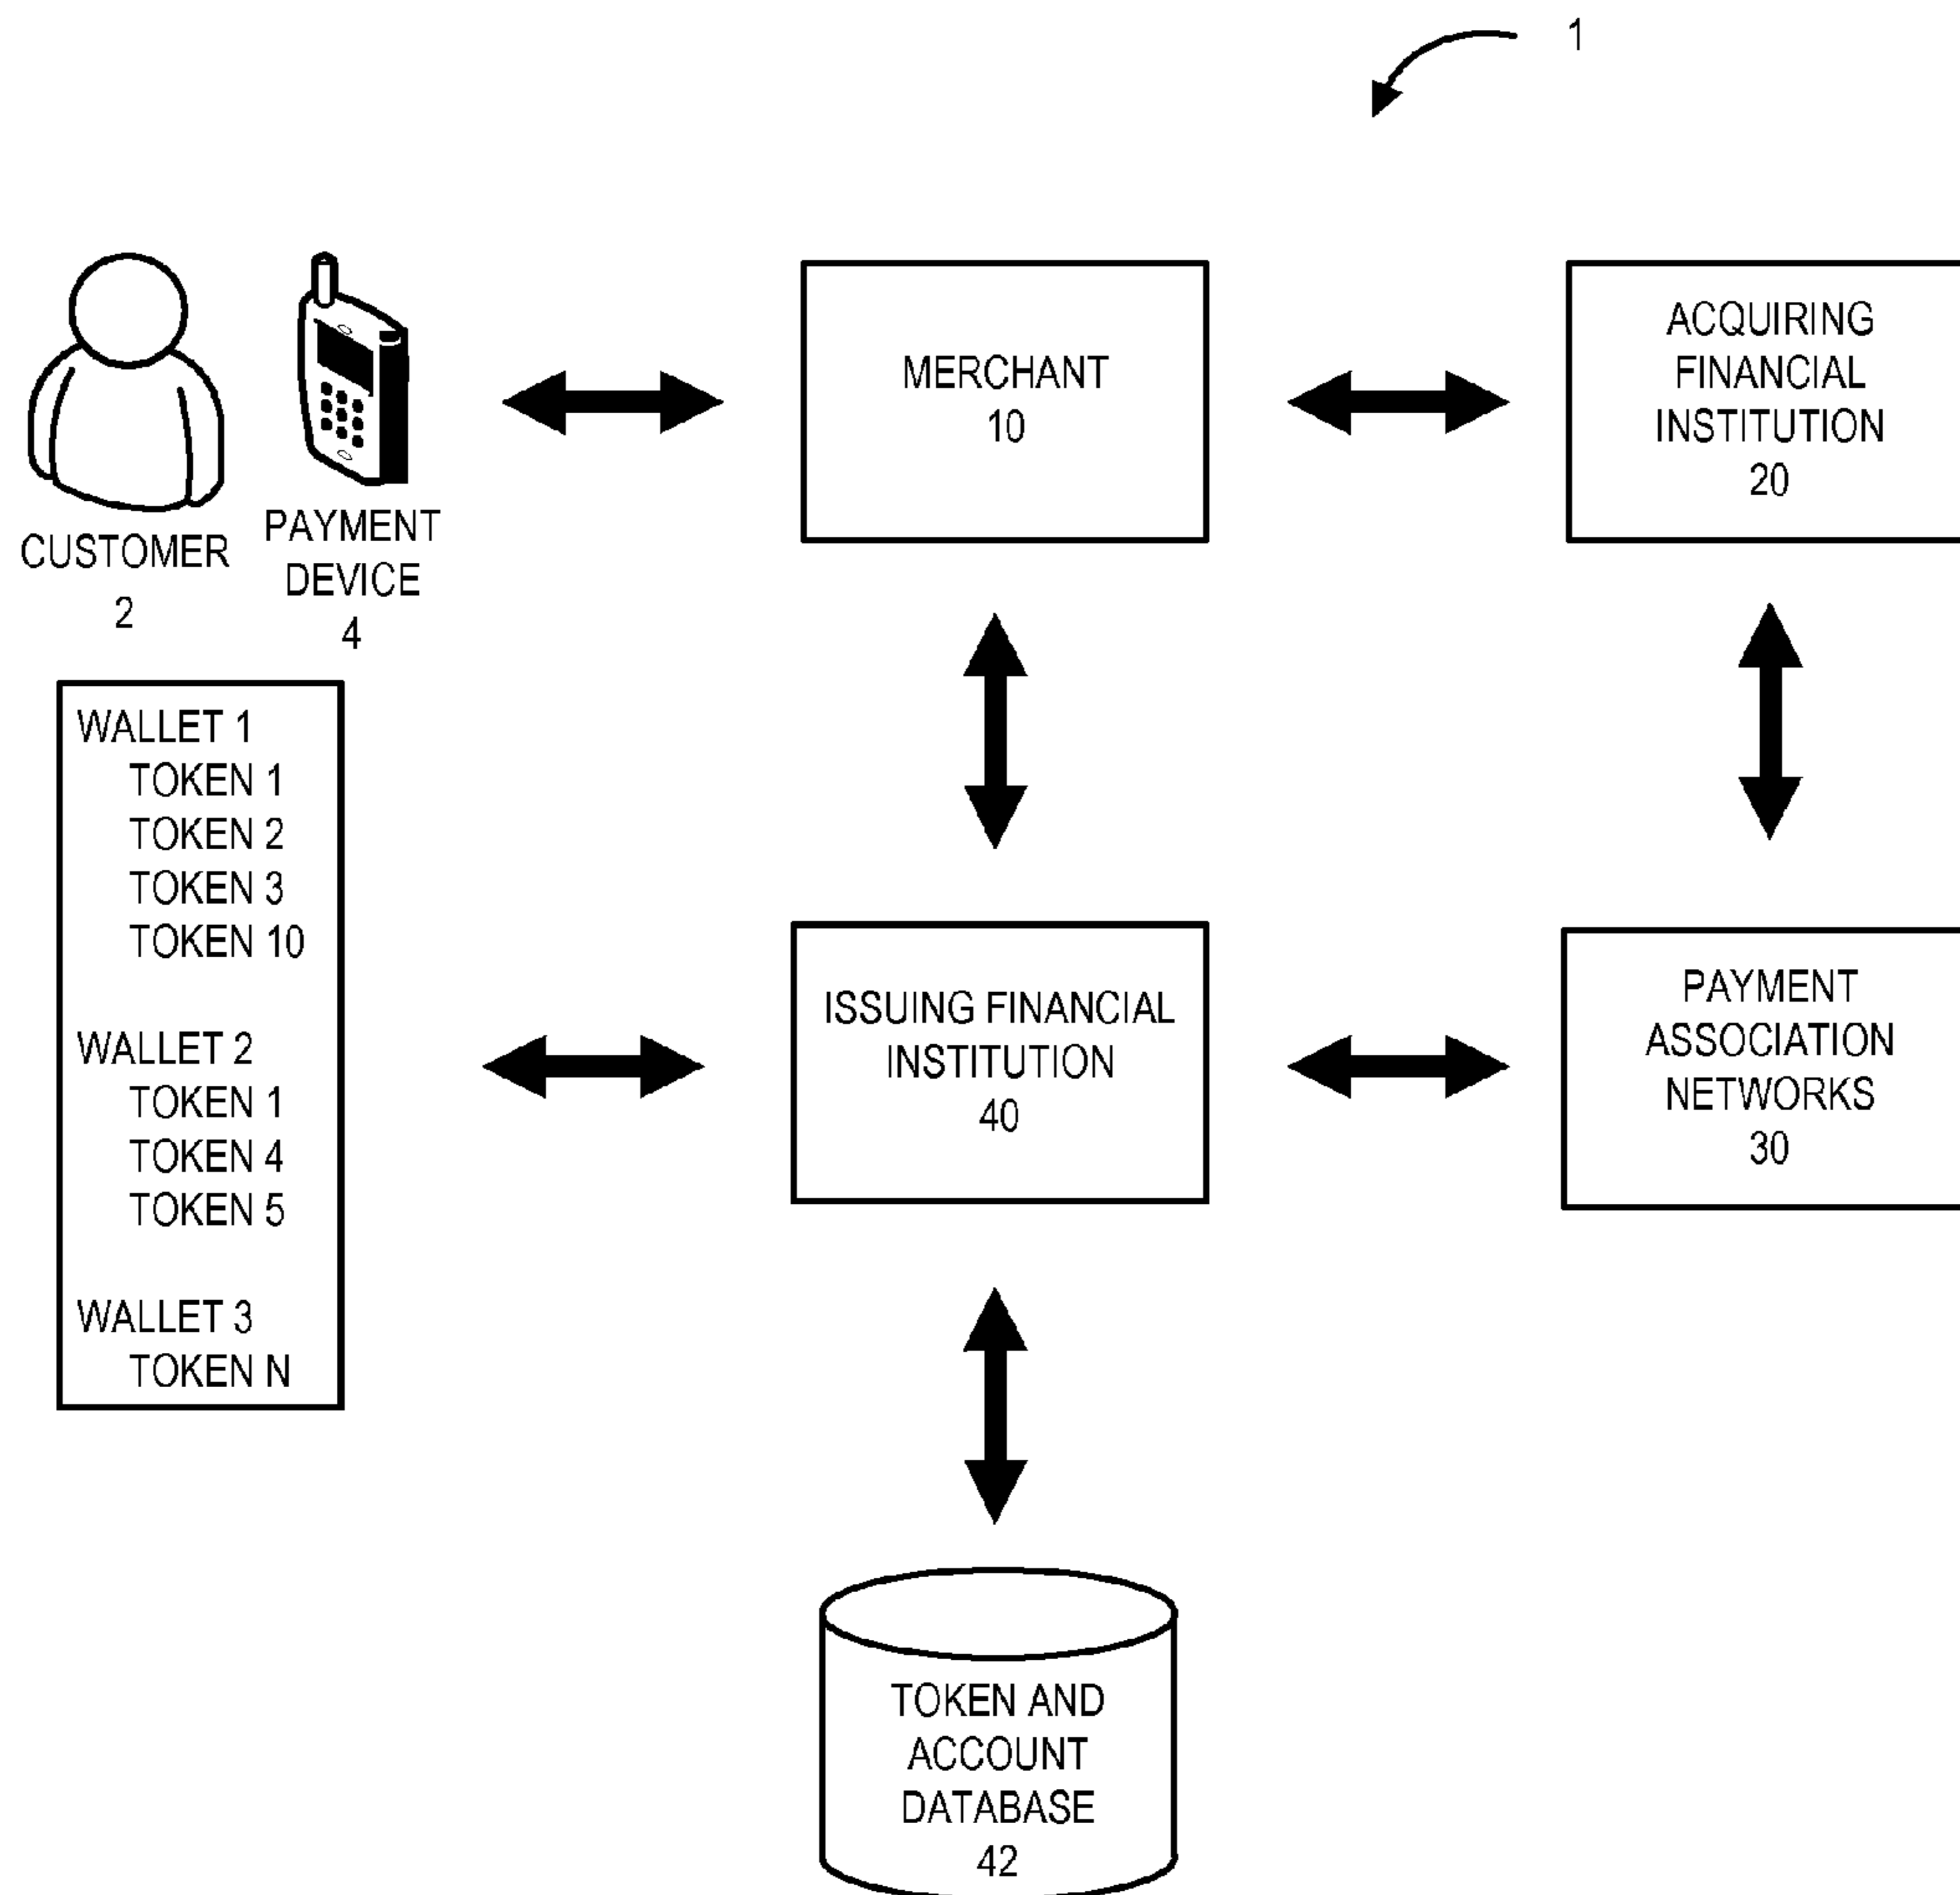 1
MERCHANT
10
ACQUIRING
FINANCIAL
INSTITUTION
20
CUSTOMER
2
PAYMENT
DEVICE
4
WALLET 1
TOKEN 1
TOKEN 2
TOKEN 3
TOKEN 10
WALLET 2
TOKEN 1
TOKEN 4
TOKEN 5
WALLET 3
TOKEN N
ISSUING FINANCIAL
INSTITUTION
40
PAYMENT
ASSOCIATION
NETWORKS
30
TOKEN AND
ACCOUNT
DATABASE
42